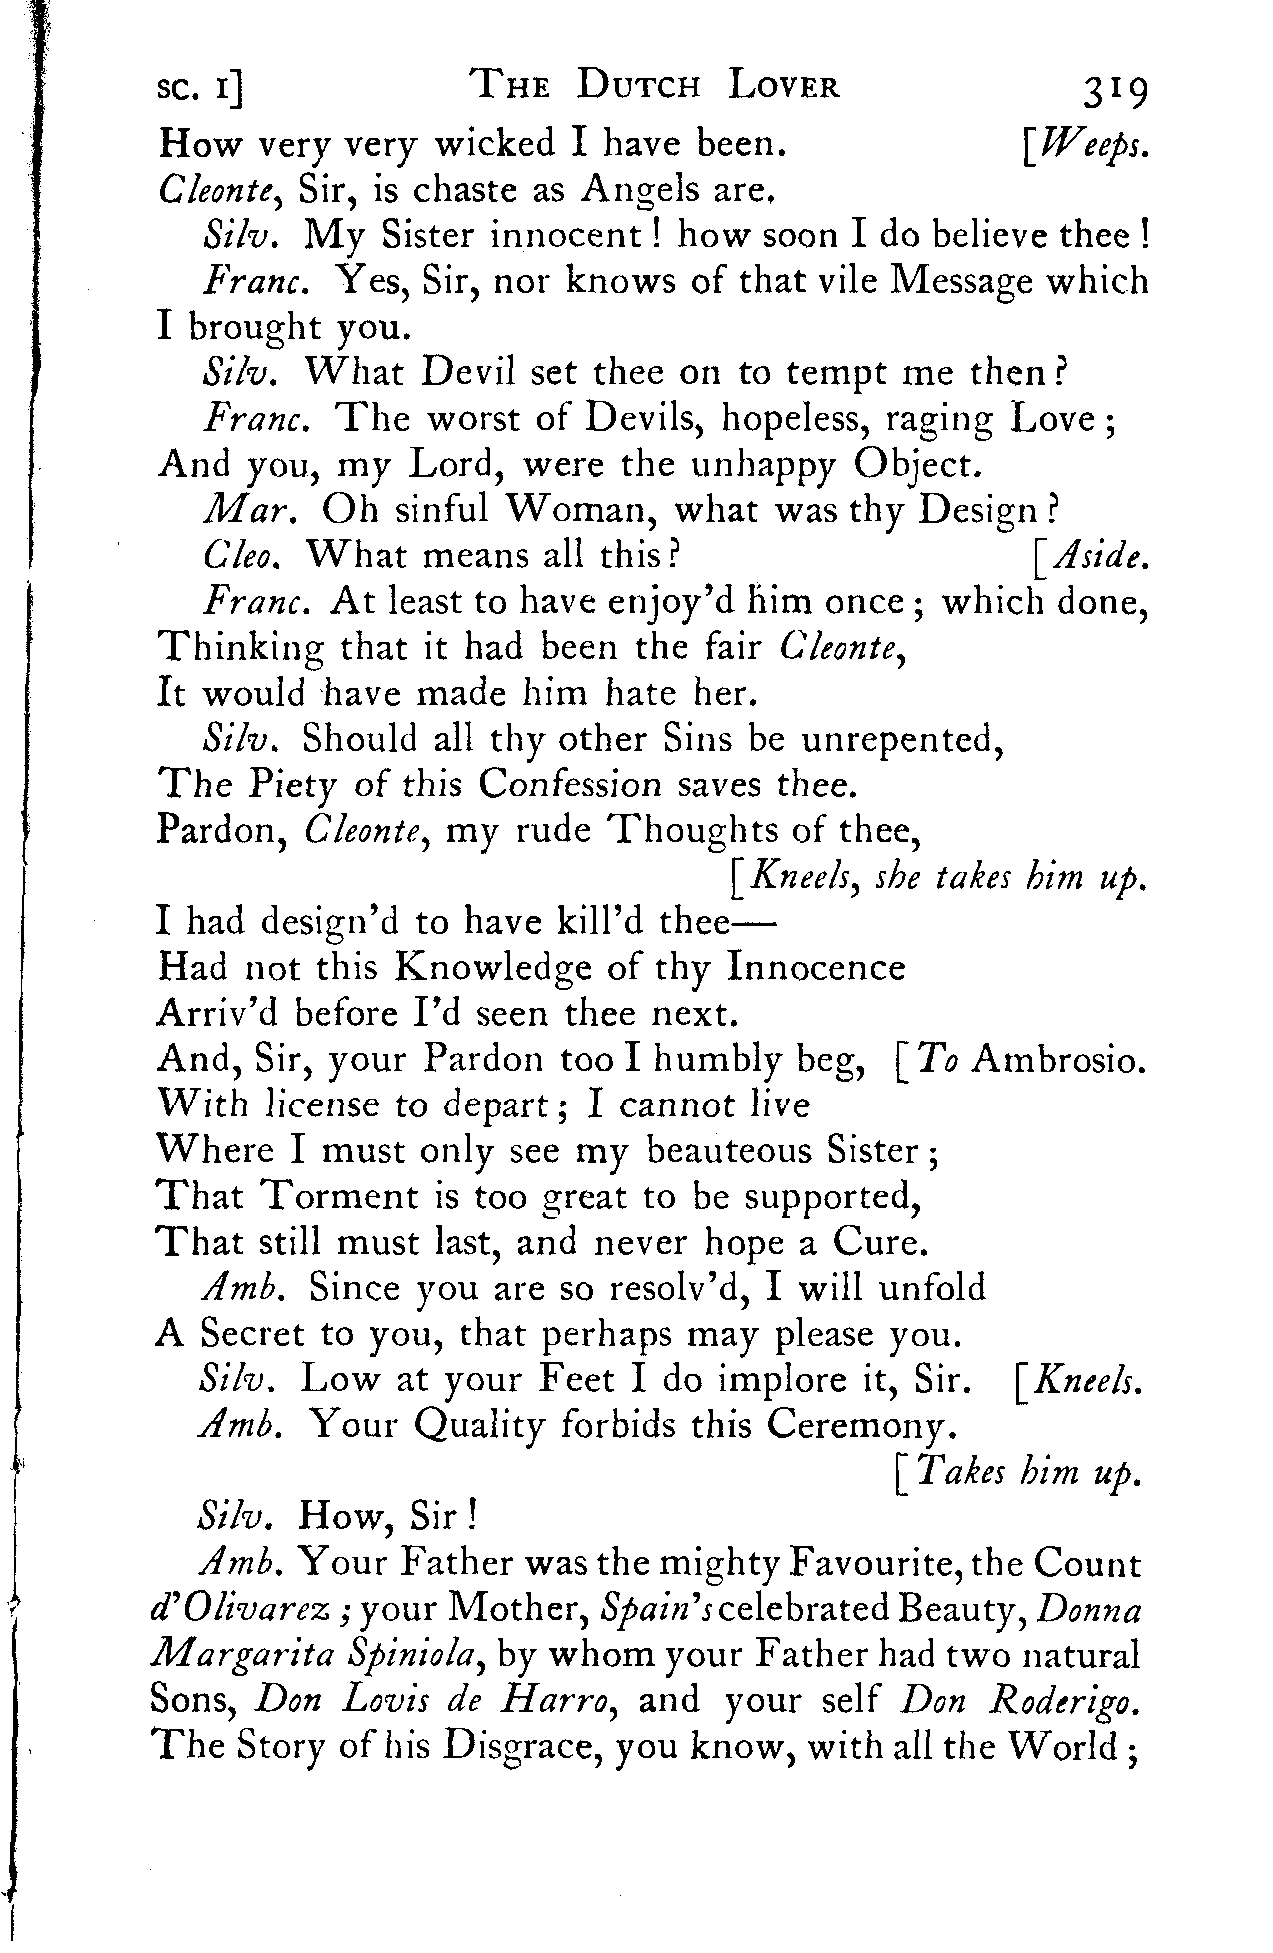 SC. I] THE DUTCH LOVER 319
How very very wicked I have been. [Weeps.
Cleonte, Sir, is chaste as Angels are.
Silv. My Sister innocent! how soon I do believe thee!
Franc. Yes, Sir, nor knows of that vile Message which
I brought you.
Silv. What Devil set thee on to tempt me then?
Franc. The worst of Devils, hopeless, raging Love;
And you, my Lord, were the unhappy Object.
Mar. Oh sinful Woman, what was thy Design?
Cleo. What means all this? [Aside.
Franc. At least to have enjoy'd him once; which done,
Thinking that it had been the fair Cleonte,
It would have made him hate her.
Silv. Should all thy other Sins be unrepented,
The Piety of this Confession saves thee.
Pardon, Cleonte, my rude Thoughts of thee,
[Kneels, she takes him up.
I had design'd to have kill'd thee—
Had not this Knowledge of thy Innocence
Arriv'd before I'd seen thee next.
And, Sir, your Pardon too I humbly beg, [To Ambrosio.
With license to depart; I cannot live
Where I must only see my beauteous Sister;
That Torment is too great to be supported,
That still must last, and never hope a Cure.
Amb. Since you are so resolv'd, I will unfold
A Secret to you, that perhaps may please you.
Silv. Low at your Feet I do implore it, Sir. [Kneels.
Amb. Your Quality forbids this Ceremony.
[Takes him up.
Silv. How, Sir!
Amb. Your Father was the mighty Favourite, the Count
d'Olivarez; your Mother, Spain's celebrated Beauty, Donna
Margarita Spiniola, by whom your Father had two natural
Sons, Don Lovis de Harro, and your self Don Roderigo.
The Story of his Disgrace, you know, with all the World;